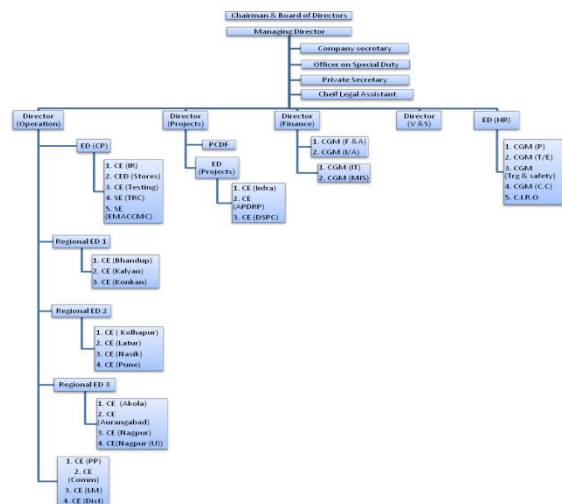 Chairman & Board of Directors
Managing Director
Company secretary
Officer on Special Duty
Private Secretary
Cheif Legal Assistant
Director
(Operation)
ED (CP)
1. CE (IR)
2. CED (Stores)
3. CE (Testing)
4. SE (TRC)
5. SE
(EMACCMC)
Regional ED 1
1. CE (Bhandup)
2. CE (Kalyan)
3. CE (Konkan)
Regional ED 2
1. CE ( Kolhapur)
2. CE (Latur)
3. CE (Nasik)
4. CE (Pune)
Regional ED 3
1. CE (Akola)
2. CE
(Aurangabad)
3. CE (Nagpur)
4. CE(Nagpur (U))
1. CE (PP)
2. CE
(Comm)
3. CE (LM)
4. CE (Dist)
Director
(Projects)
PCDF
ED
(Projects)
1. CE (Infra)
2. CE
(APDRP)
3. CE (DSPC)
Director
(Finance)
1. CGM (F & A)
2. CGM (I/A)
1. CGM (IT)
2. CGM (MIS)
Director
(V & S)
ED (HR)
1. CGM (P)
2. CGM (T/E)
3. CGM
(Trg & safety)
4. CGM (C.C)
5. C.I.R.O